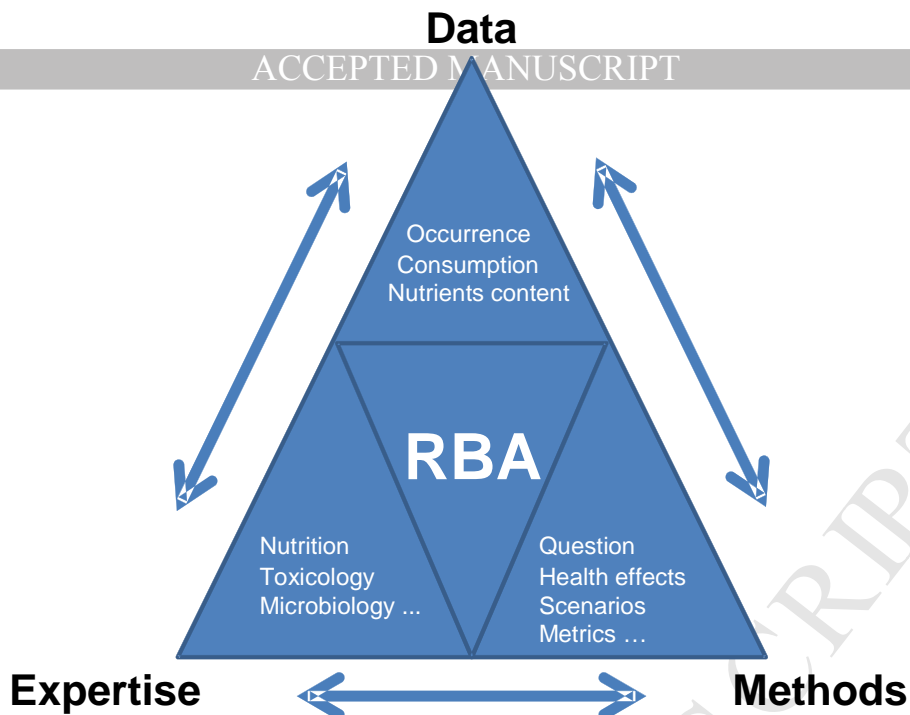 Data
ACCEPTED MANUSCRIPT
Occurrence
Consumption
Nutrients content
RBA
Nutrition
Toxicology
Microbiology ...
Question
Health effects
Scenarios
Metrics …
Expertise
Methods